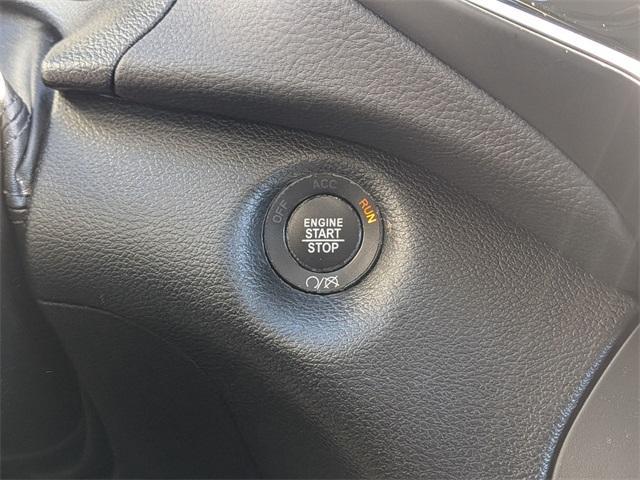 OFF ACC RUN
ENGINE
START
STOP